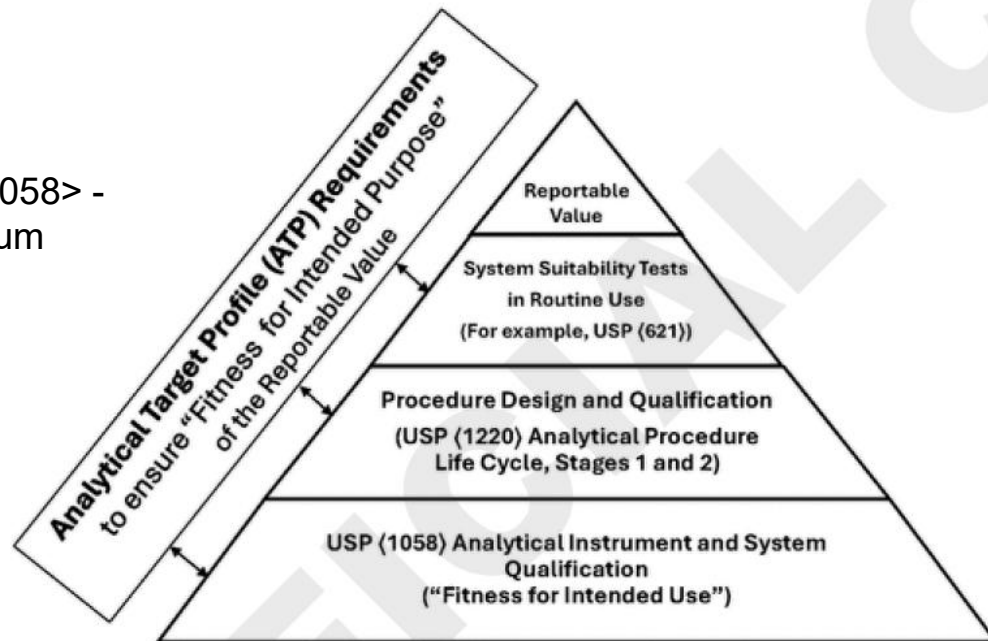 058> -
um
Analytical Target Profile (ATP) Requirements
to ensure “Fitness for Intended Purpose”
of the Reportable Value
Reportable
Value
System Suitability Tests
in Routine Use
(For example, USP ⟨621⟩)
Procedure Design and Qualification
(USP ⟨1220⟩ Analytical Procedure
Life Cycle, Stages 1 and 2)
USP ⟨1058⟩ Analytical Instrument and System
Qualification
(“Fitness for Intended Use”)
FICIAL